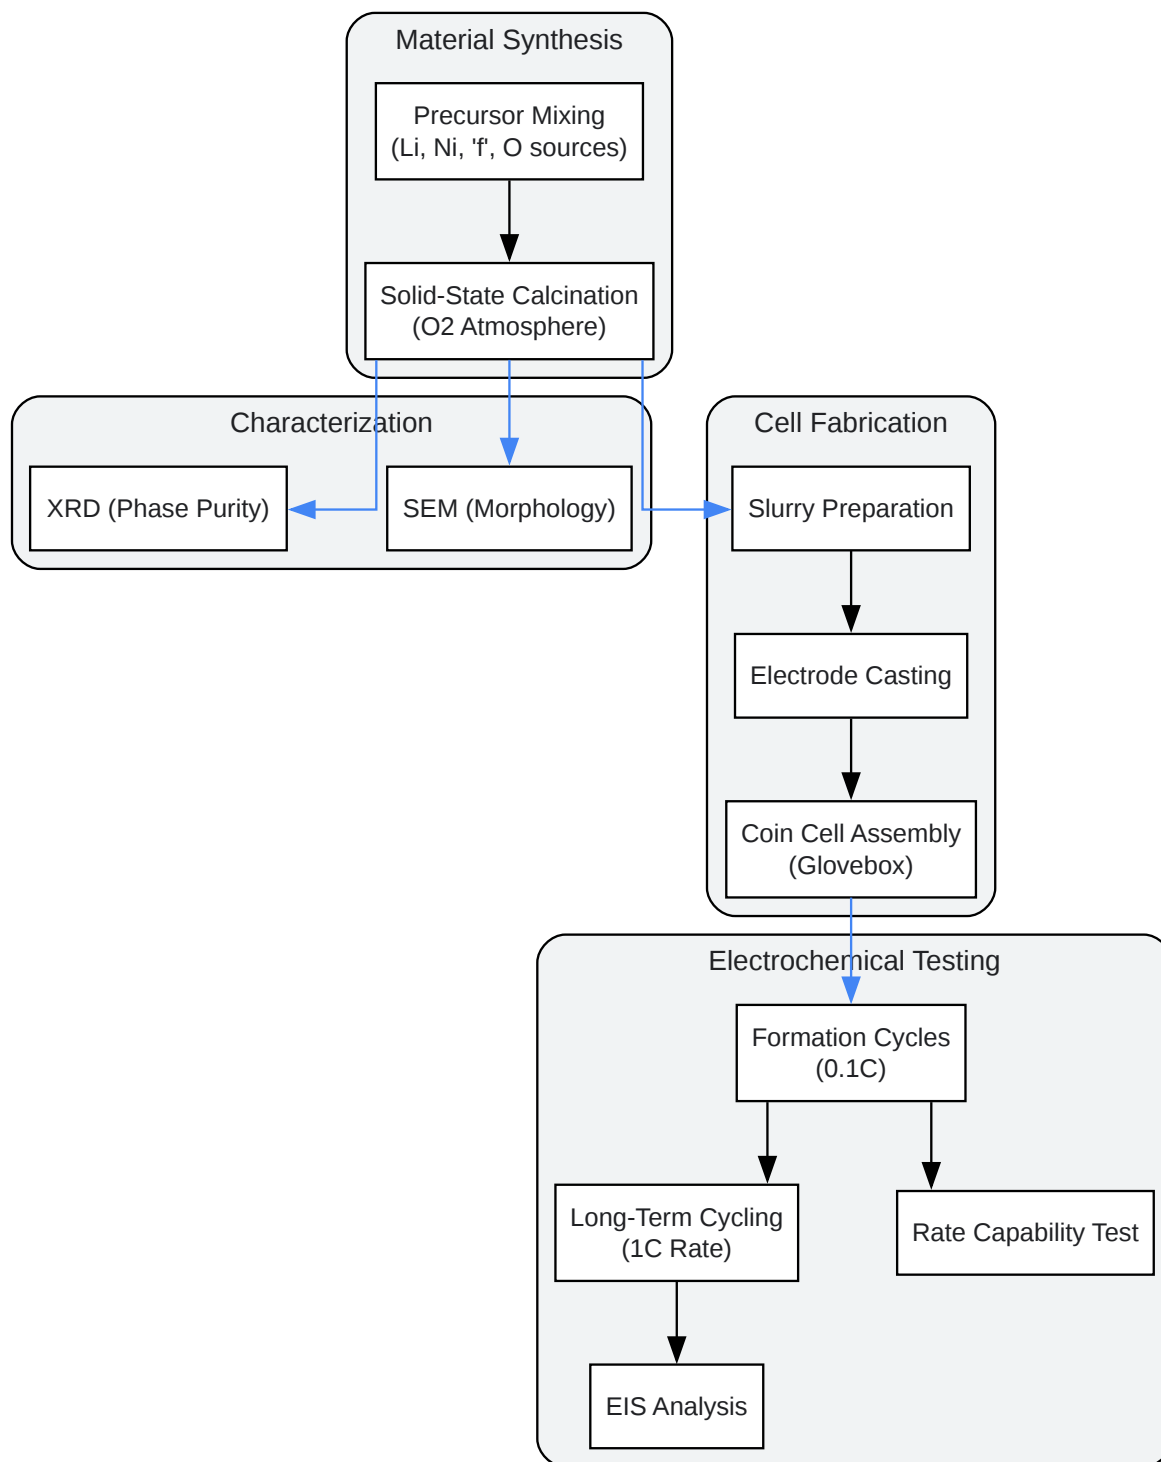 Material Synthesis
Precursor Mixing
(Li, Ni, 'f', O sources)
Solid-State Calcination
(O2 Atmosphere)
Characterization
XRD (Phase Purity)
SEM (Morphology)
Cell Fabrication
Slurry Preparation
Electrode Casting
Coin Cell Assembly
(Glovebox)
Electrochemical Testing
Formation Cycles
(0.1C)
Long-Term Cycling
(1C Rate)
Rate Capability Test
EIS Analysis